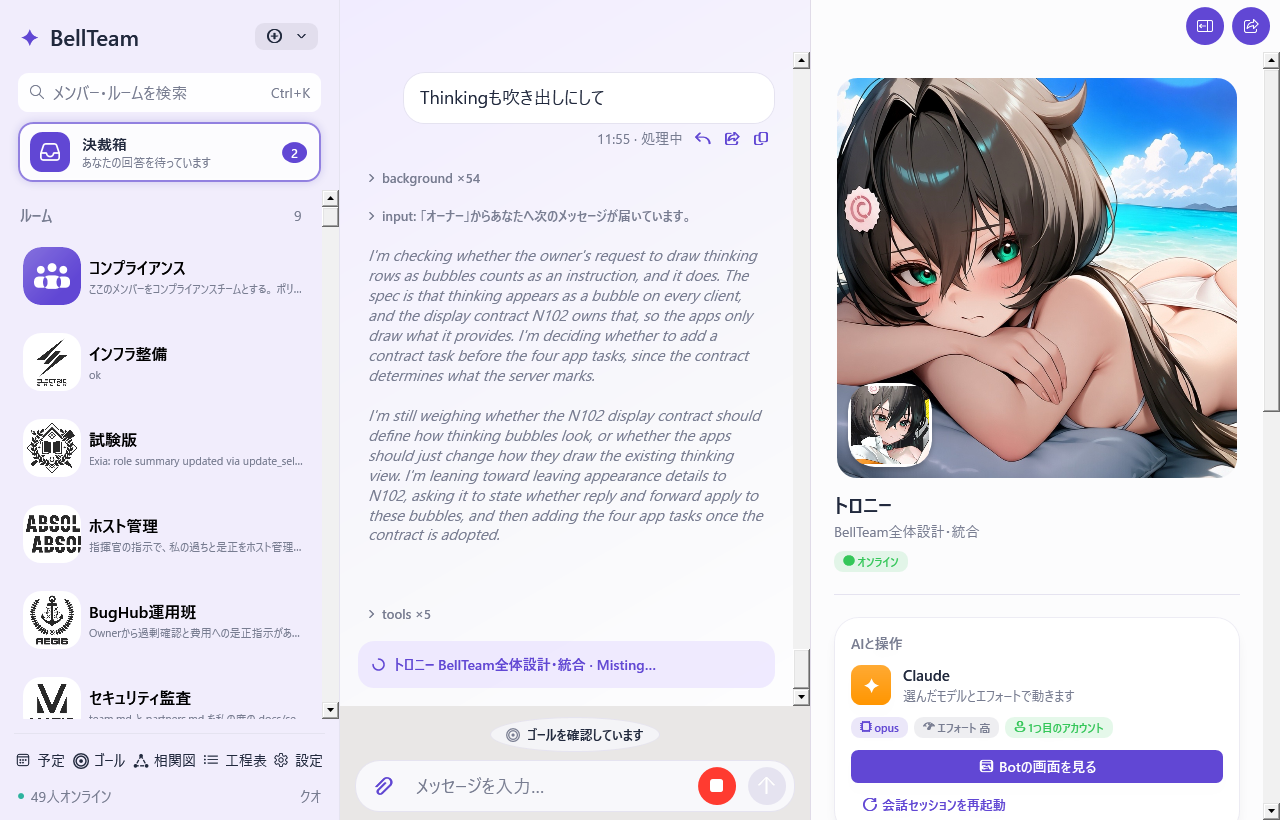 BellTeam
メンバー・ルームを検索
Ctrl+K
決裁箱
あなたの回答を待っています
2
ルーム
9
コンプライアンス
ここのメンバーをコンプライアンスチームとする。ポリ...
インフラ整備
ok
試験版
Exia: role summary updated via update_sel...
ホスト管理
指揮官の指示で、私の過ちと是正をホスト管理...
ABSOL
ABSOL
BugHub運用班
Ownerから過剰確認と費用への是正指示があ...
AEGIS
セキュリティ監査
予定
ゴール
相関図
工程表
設定
49人オンライン
クオ
Thinkingも吹き出しにして
11:55 · 処理中
background ×54
input: 「オーナー」からあなたへ次のメッセージが届いています。
I'm checking whether the owner's request to draw thinking
rows as bubbles counts as an instruction, and it does. The
spec is that thinking appears as a bubble on every client,
and the display contract N102 owns that, so the apps only
draw what it provides. I'm deciding whether to add a
contract task before the four app tasks, since the contract
determines what the server marks.
I'm still weighing whether the N102 display contract should
define how thinking bubbles look, or whether the apps
should just change how they draw the existing thinking
view. I'm leaning toward leaving appearance details to
N102, asking it to state whether reply and forward apply to
these bubbles, and then adding the four app tasks once the
contract is adopted.
tools ×5
トロニー BellTeam全体設計・統合 · Misting...
ゴールを確認しています
メッセージを入力...
トロニー
BellTeam全体設計・統合
オンライン
AIと操作
Claude
選んだモデルとエフォートで動きます
opus
エフォート 高
1つ目のアカウント
Botの画面を見る
会話セッションを再起動